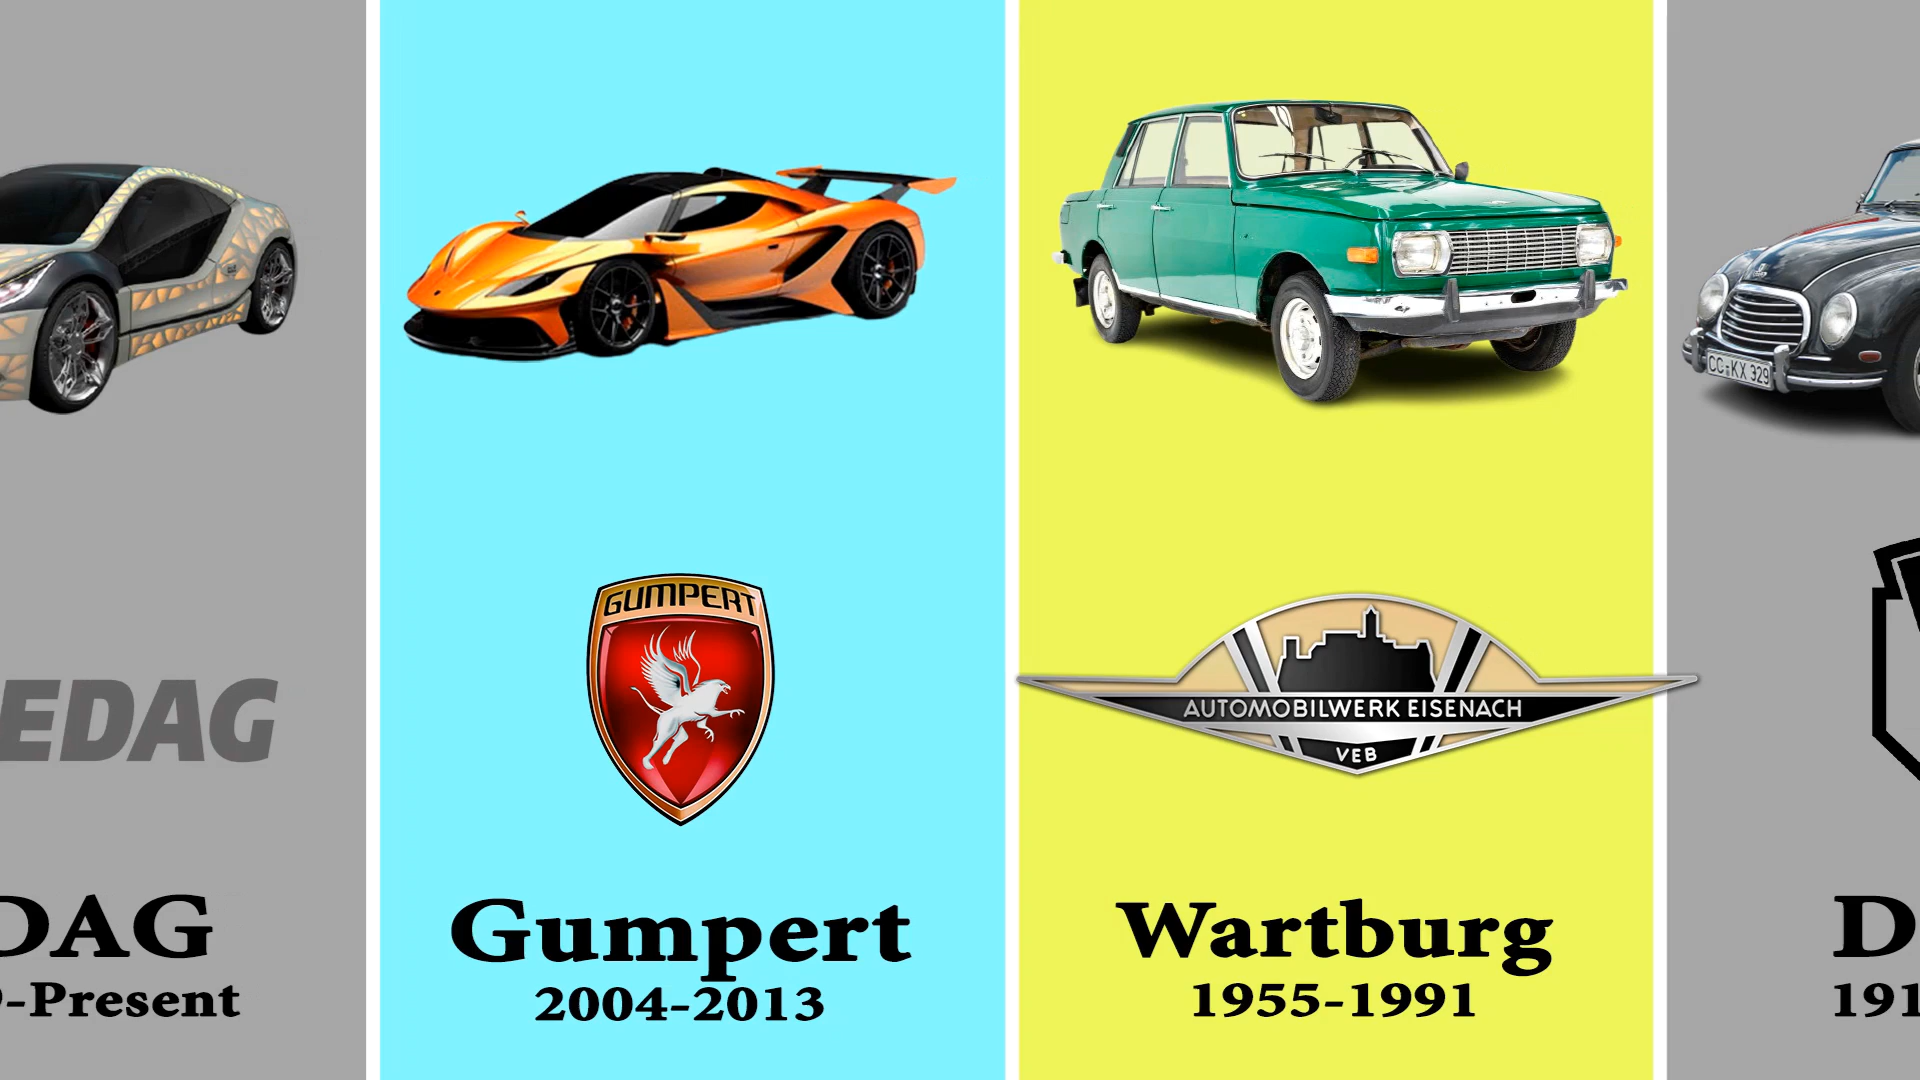 EDAG
DAG
-Present
GUMPERT
Gumpert
2004-2013
AUTOMOBILWERK EISENACH
VEB
Wartburg
1955-1991
CC KX 329
D
191